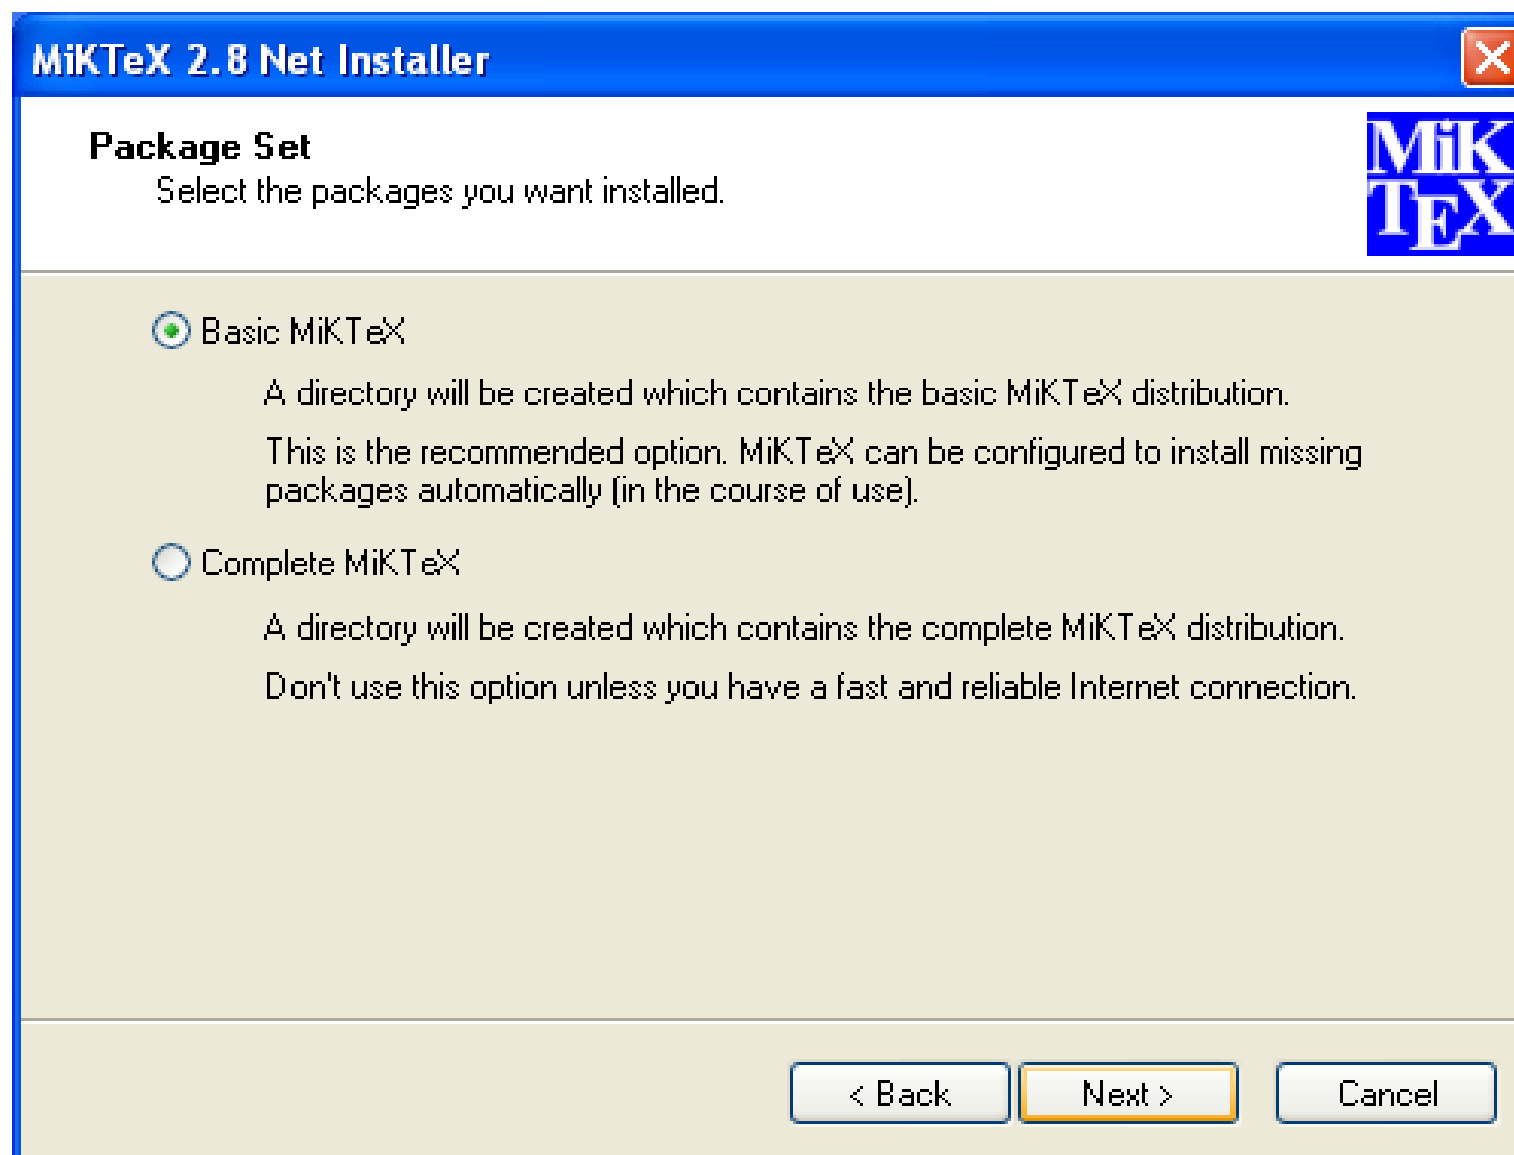 MiKTeX 2.8 Net Installer
Package Set
Select the packages you want installed.
MiK
TEX
Basic MiKTeX
A directory will be created which contains the basic MiKTeX distribution.
This is the recommended option. MiKTeX can be configured to install missing
packages automatically (in the course of use).
Complete MiKTeX
A directory will be created which contains the complete MiKTeX distribution.
Don't use this option unless you have a fast and reliable Internet connection.
< Back Next > Cancel